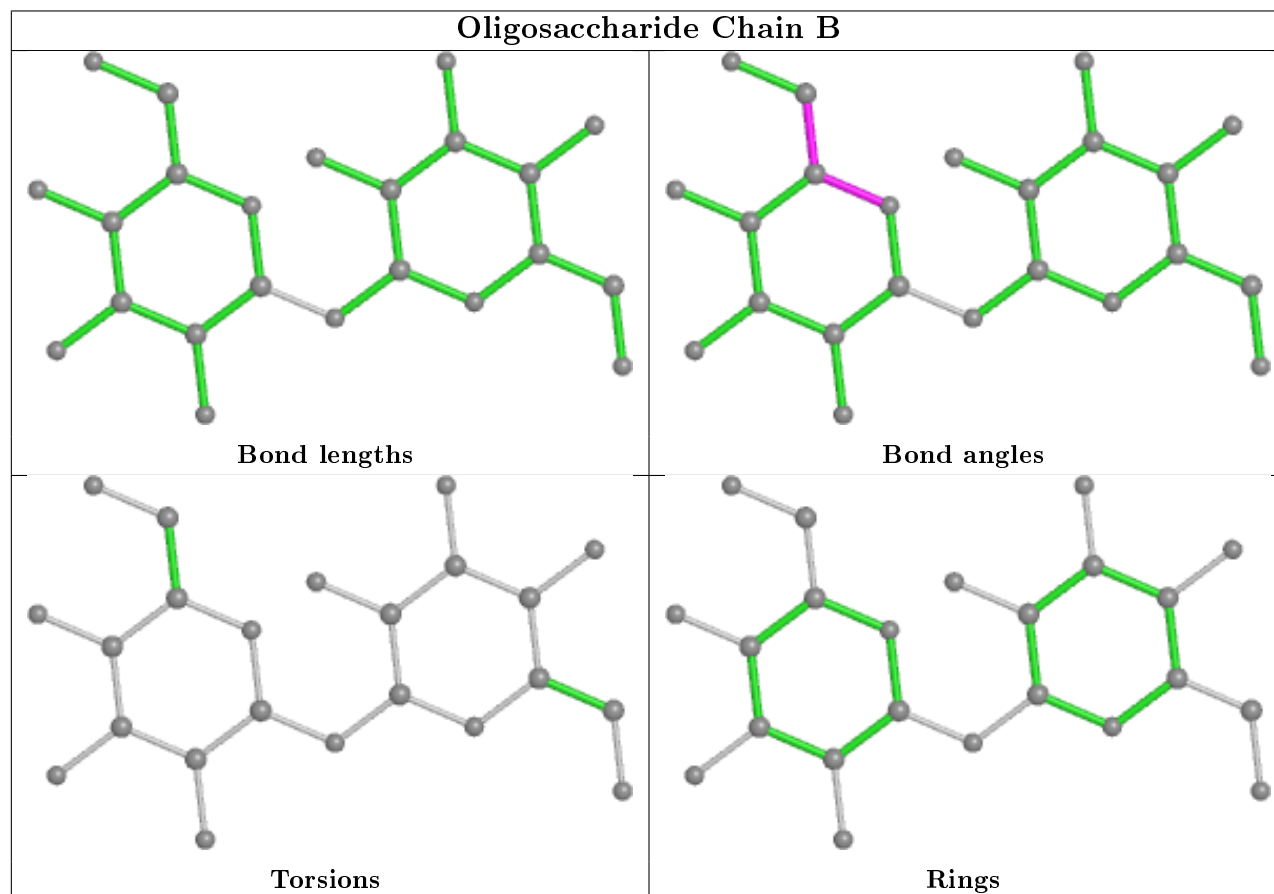 Oligosaccharide Chain B
Bond lengths
Bond angles
Torsions
Rings